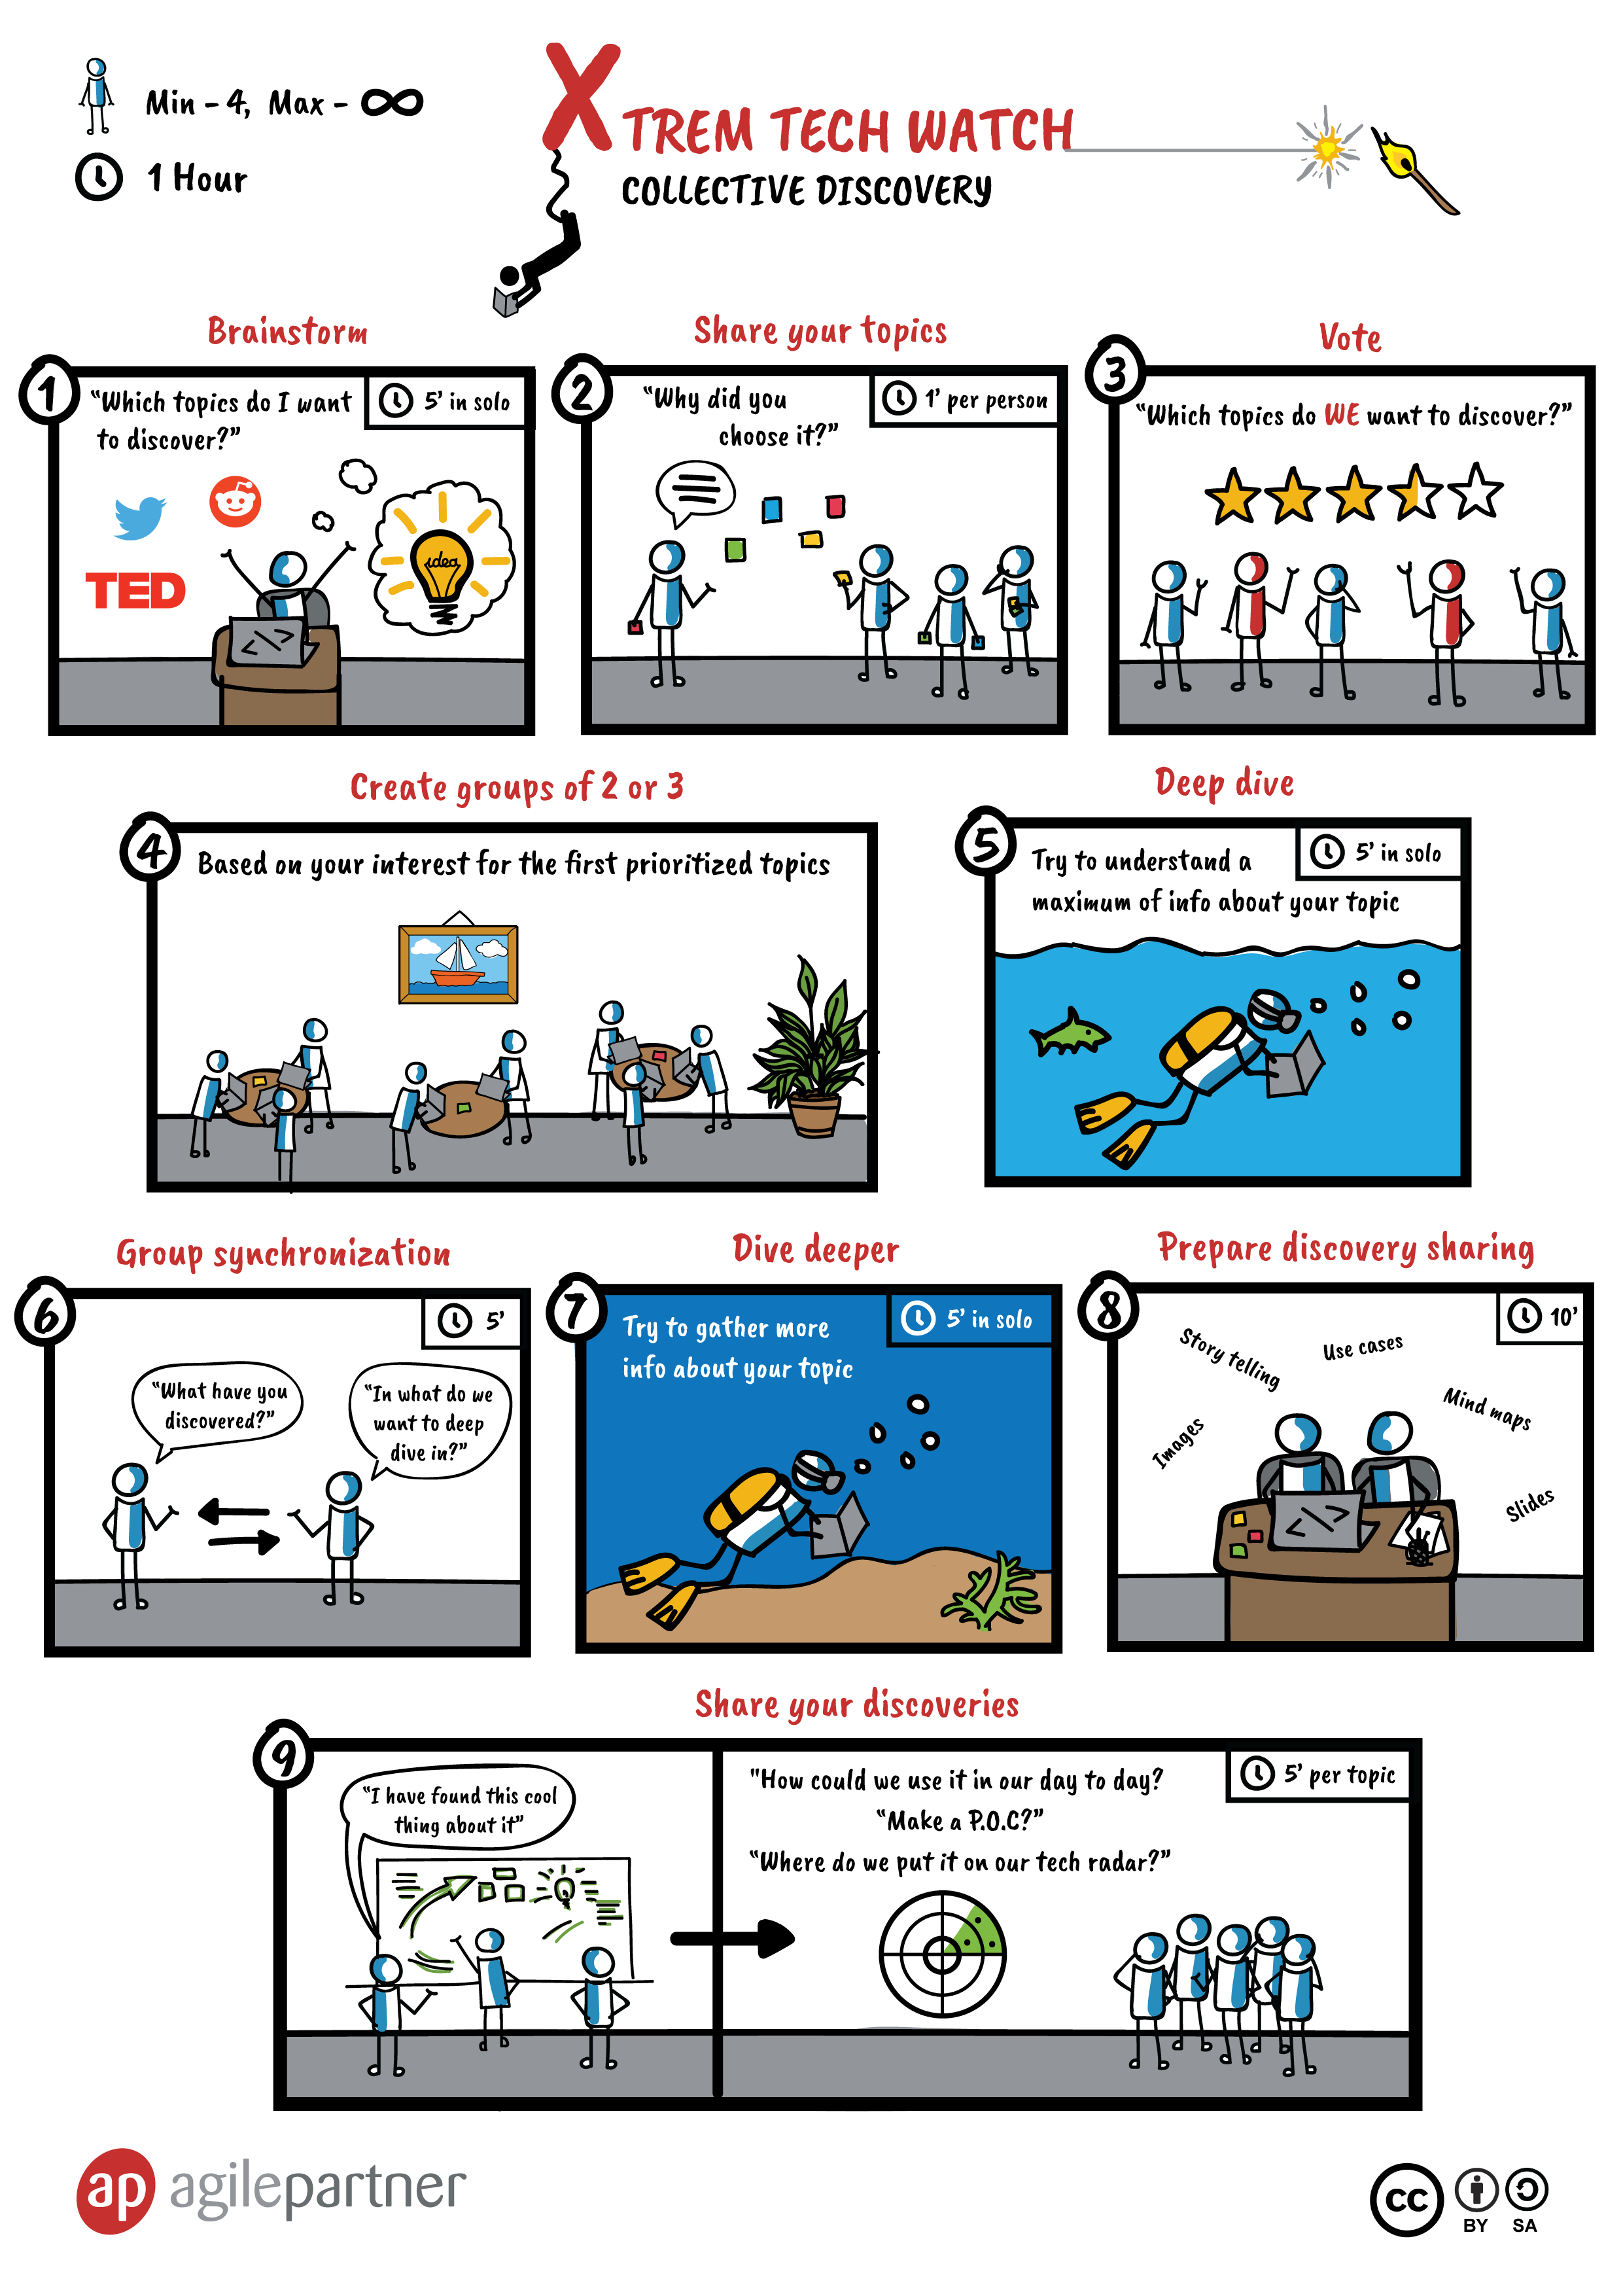 Min - 4, Max - ∞
1 Hour
XTREM TECH WATCH
COLLECTIVE DISCOVERY
Brainstorm
1
"Which topics do I want
to discover?"
5' in solo
TED
idea
</>
Share your topics
2
"Why did you
choose it?"
1' per person
Vote
3
"Which topics do WE want to discover?"
Create groups of 2 or 3
4
Based on your interest for the first prioritized topics
Deep dive
5
Try to understand a
maximum of info about your topic
5' in solo
Group synchronization
6
5'
"What have you
discovered?"
"In what do we
want to deep
dive in?"
Dive deeper
7
Try to gather more
info about your topic
5' in solo
Prepare discovery sharing
8
10'
Story telling
Use cases
Mind maps
Images
Slides
</>
Share your discoveries
9
"I have found this cool
thing about it"
"How could we use it in our day to day?
"Make a P.O.C?"
"Where do we put it on our tech radar?"
5' per topic
ap agilepartner
cc
BY SA